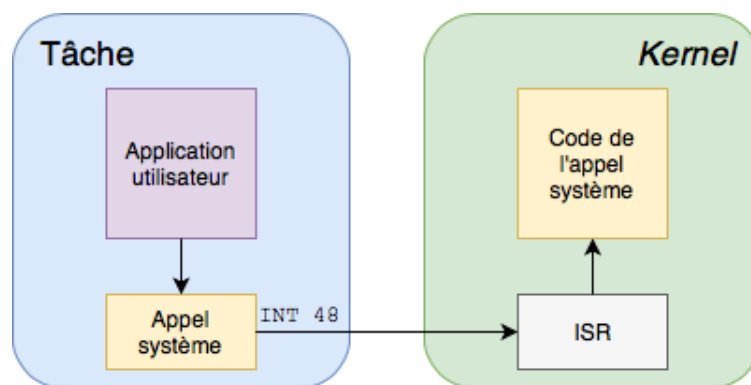 Tâche
Kernel
Application
utilisateur
Code de
l'appel
système
Appel
système
INT 48
ISR